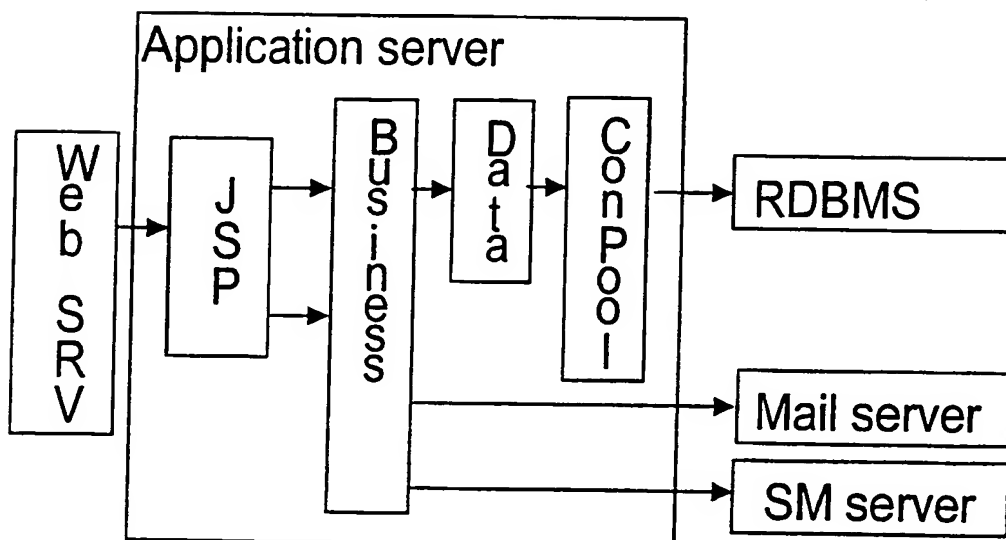 Application server
Web SRV
JSP
Business
Data
ConPool
RDBMS
Mail server
SM server